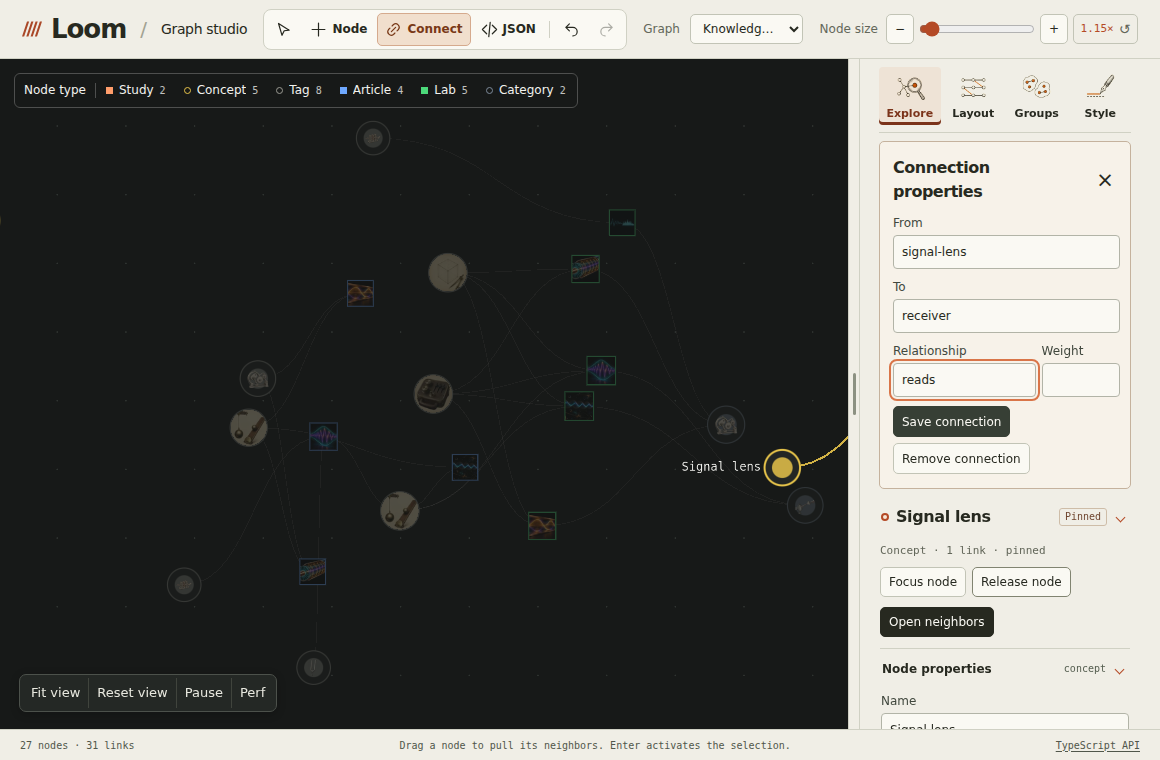 Loom / Graph studio
Node Connect JSON
Graph Knowledg... Node size − + 1.15× ↺
Node type Study 2 Concept 5 Tag 8 Article 4 Lab 5 Category 2
Explore Layout Groups Style
Connection
properties
From
signal-lens
To
receiver
Relationship Weight
reads
Save connection
Remove connection
Signal lens
Signal lens Pinned
Concept · 1 link · pinned
Focus node Release node
Open neighbors
Node properties concept
Name
Signal lens
Fit view Reset view Pause Perf
27 nodes · 31 links
Drag a node to pull its neighbors. Enter activates the selection.
TypeScript API